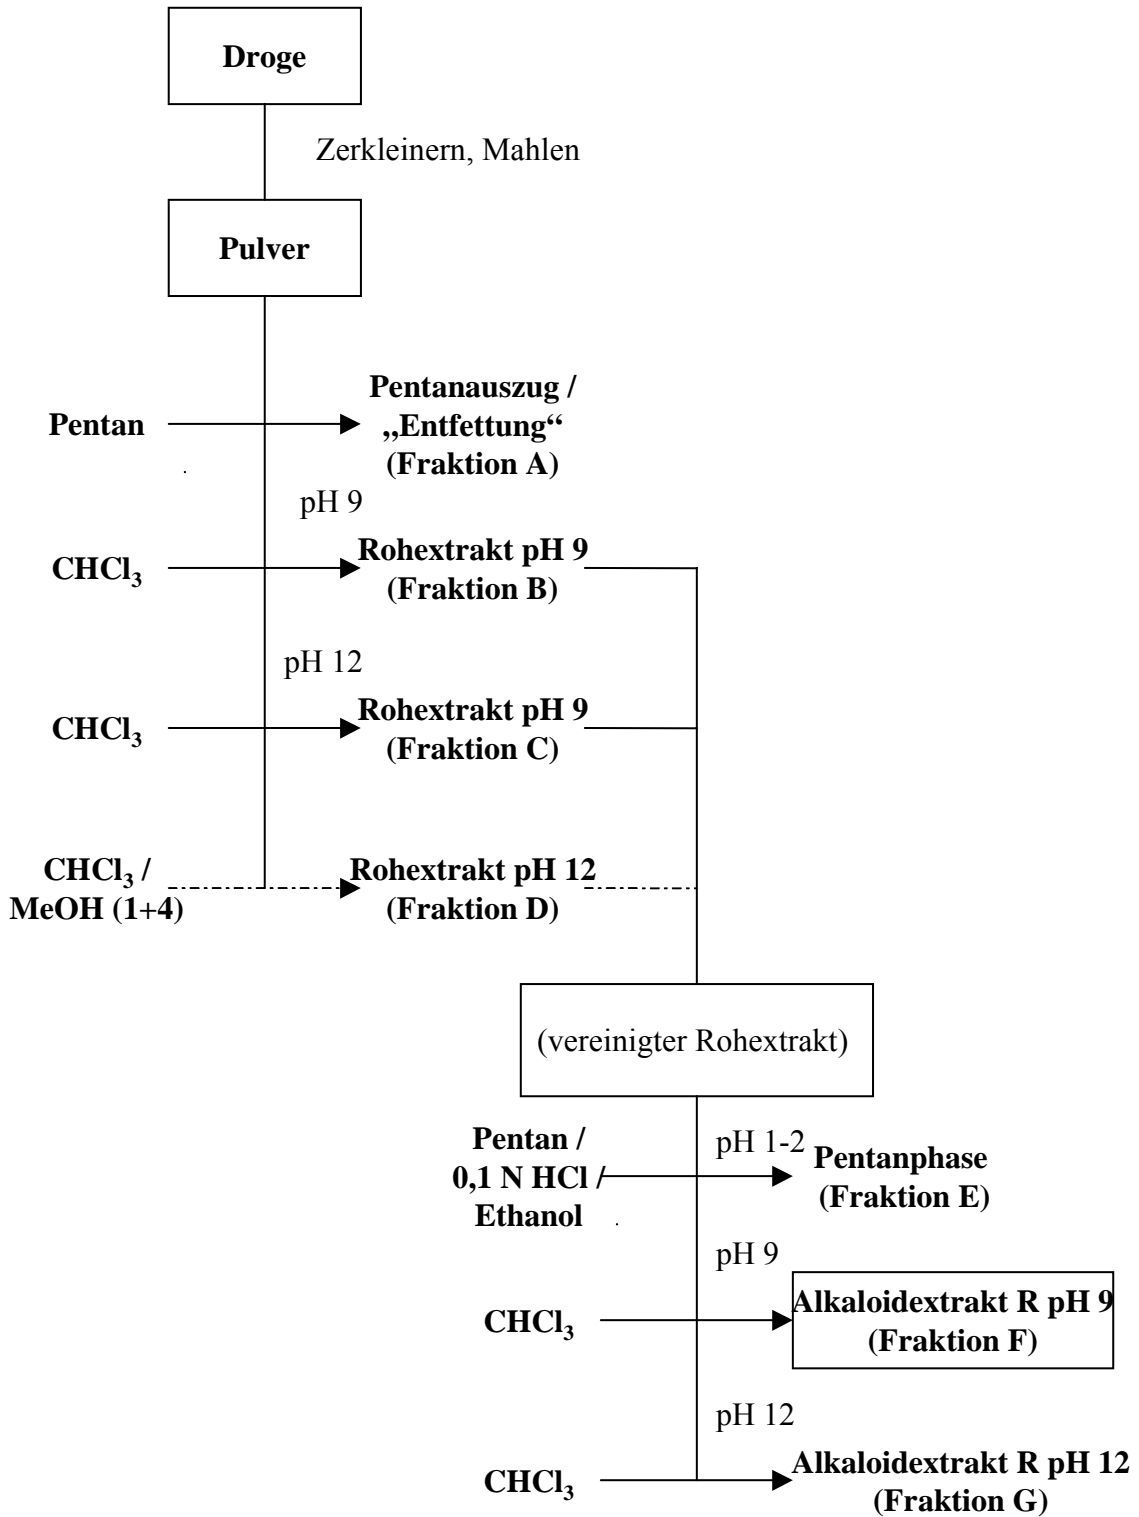 Droge
Zerkleinern, Mahlen
Pulver
Pentan
Pentanauszug /
„Entfettung“
(Fraktion A)
pH 9
CHCl₃
Rohextrakt pH 9
(Fraktion B)
pH 12
CHCl₃
Rohextrakt pH 9
(Fraktion C)
CHCl₃ /
MeOH (1+4)
Rohextrakt pH 12
(Fraktion D)
(vereinigter Rohextrakt)
Pentan /
0,1 N HCl /
Ethanol
pH 1-2
Pentanphase
(Fraktion E)
pH 9
CHCl₃
Alkaloidextrakt R pH 9
(Fraktion F)
pH 12
CHCl₃
Alkaloidextrakt R pH 12
(Fraktion G)